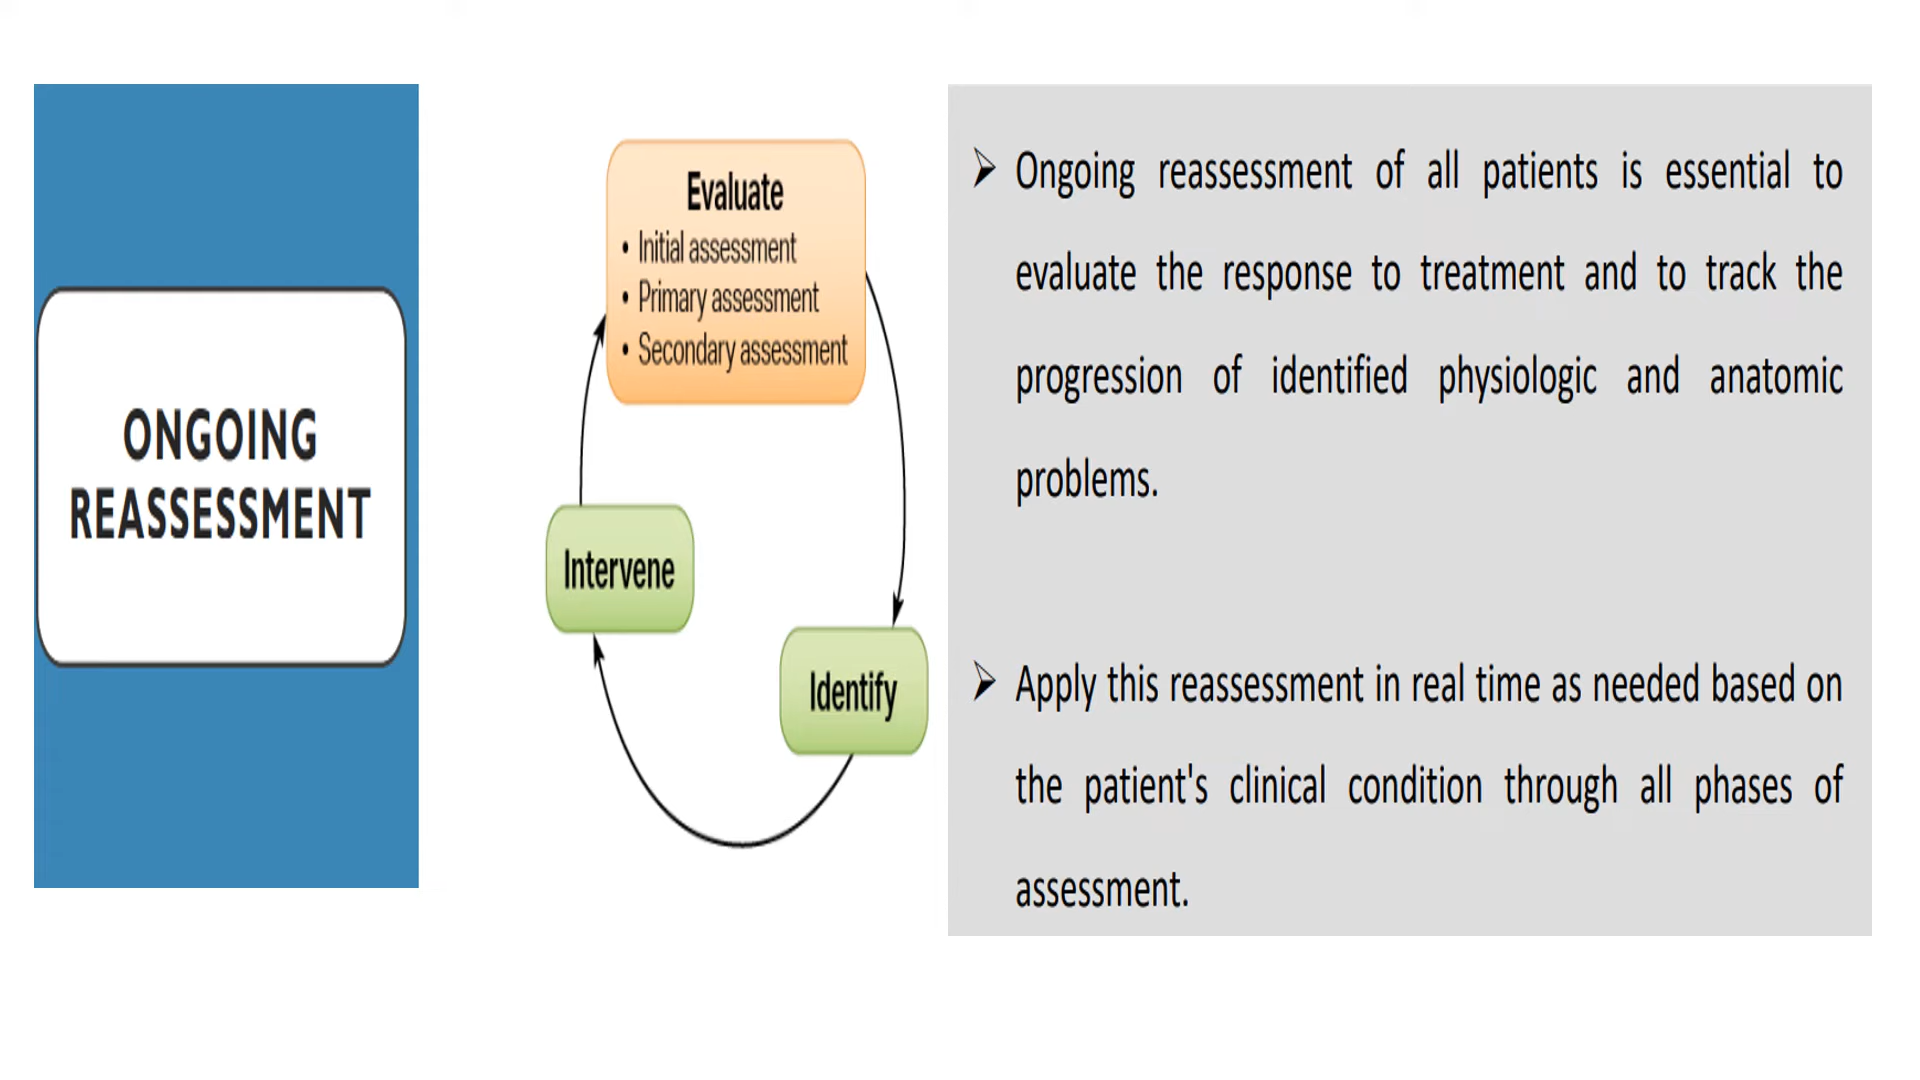 ONGOING
REASSESSMENT
Evaluate
• Initial assessment
• Primary assessment
• Secondary assessment
Intervene
Identify
➢ Ongoing reassessment of all patients is essential to
evaluate the response to treatment and to track the
progression of identified physiologic and anatomic
problems.
➢ Apply this reassessment in real time as needed based on
the patient's clinical condition through all phases of
assessment.